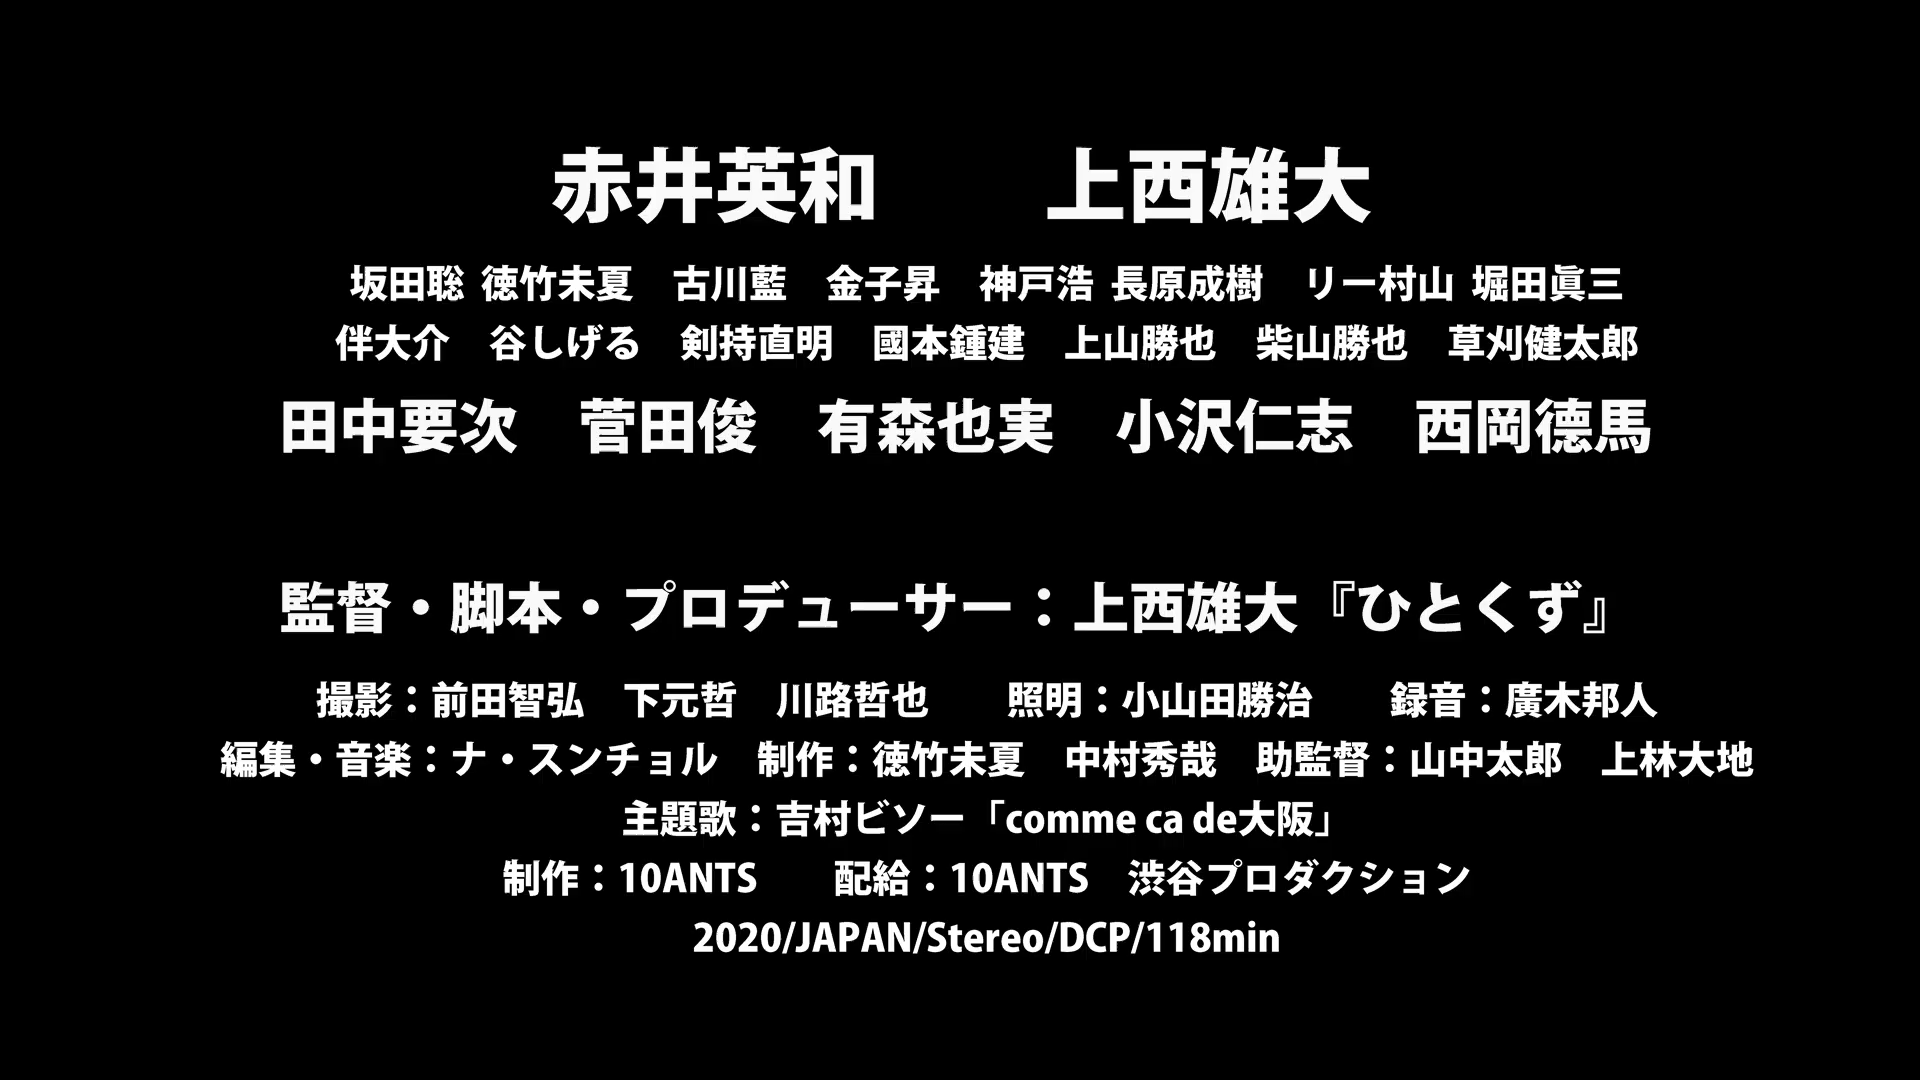 赤井英和　　上西雄大
坂田聡 徳竹未夏　古川藍　金子昇　神戸浩 長原成樹　リー村山 堀田眞三
伴大介　谷しげる　剣持直明　國本鍾建　上山勝也　柴山勝也　草刈健太郎
田中要次　菅田俊　有森也実　小沢仁志　西岡德馬
監督・脚本・プロデューサー：上西雄大『ひとくず』
撮影：前田智弘　下元哲　川路哲也　　照明：小山田勝治　　録音：廣木邦人
編集・音楽：ナ・スンチョル　制作：徳竹未夏　中村秀哉　助監督：山中太郎　上林大地
主題歌：吉村ビソー「comme ca de大阪」
制作：10ANTS　　配給：10ANTS　渋谷プロダクション
2020/JAPAN/Stereo/DCP/118min